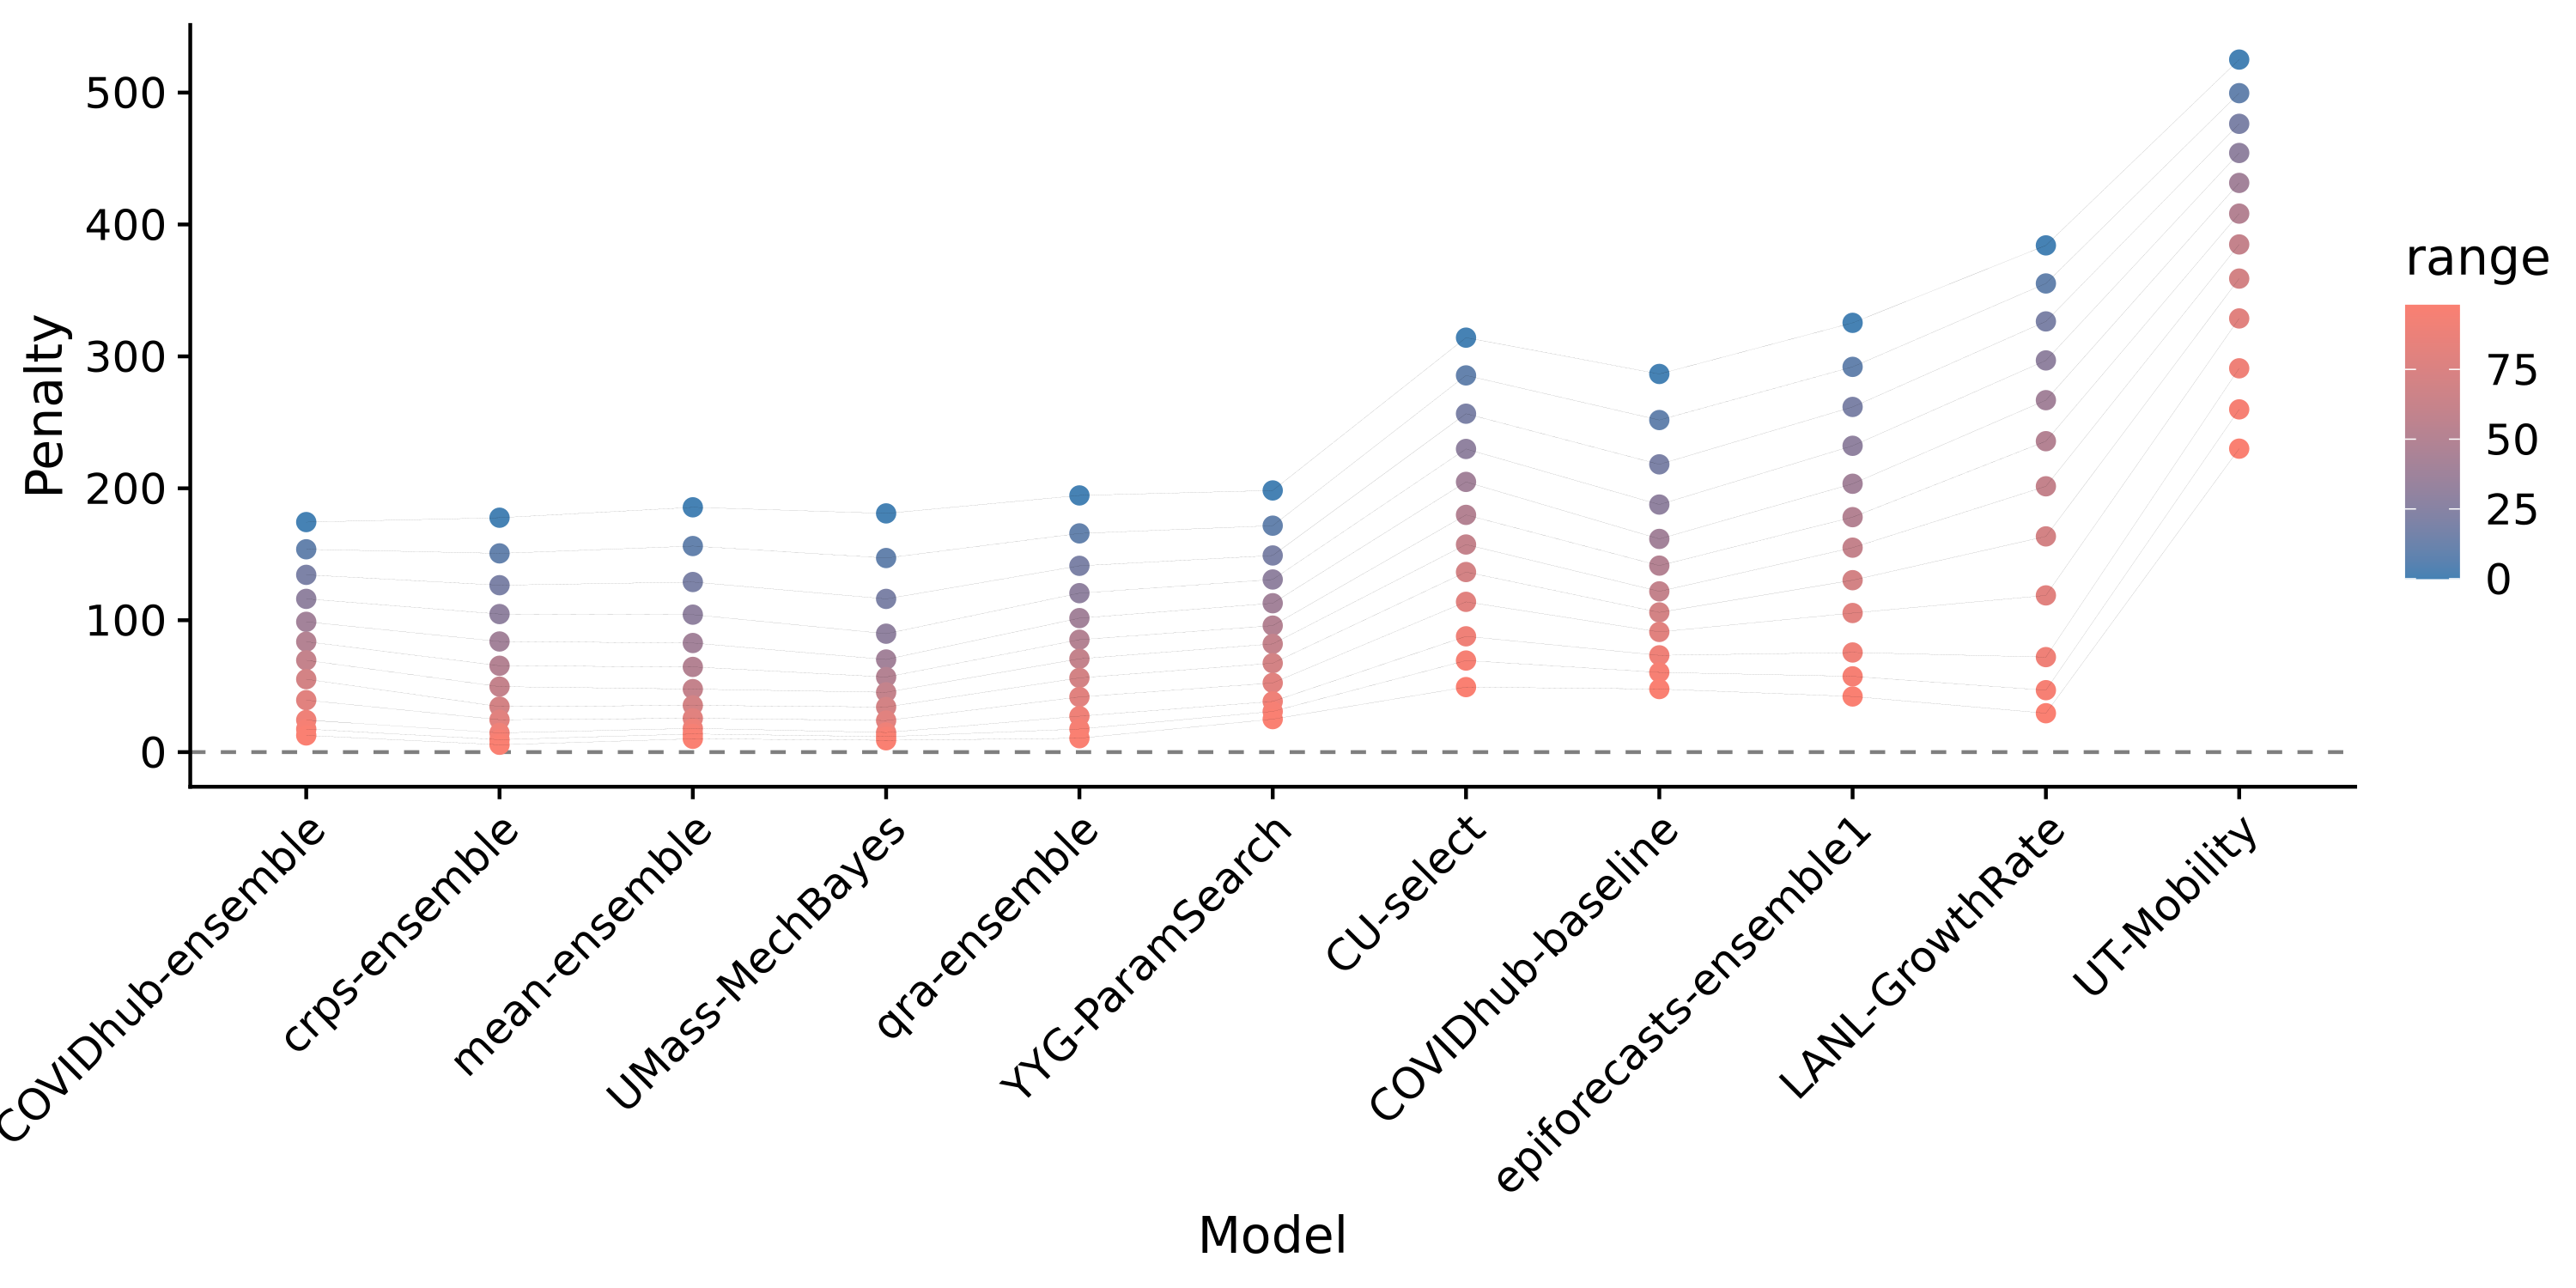 Penalty
500
400
300
200
100
0
COVIDhub-ensemble
crps-ensemble
mean-ensemble
UMass-MechBayes
qra-ensemble
YYG-ParamSearch
CU-select
COVIDhub-baseline
epiforecasts-ensemble1
LANL-GrowthRate
UT-Mobility
Model
range
75
50
25
0